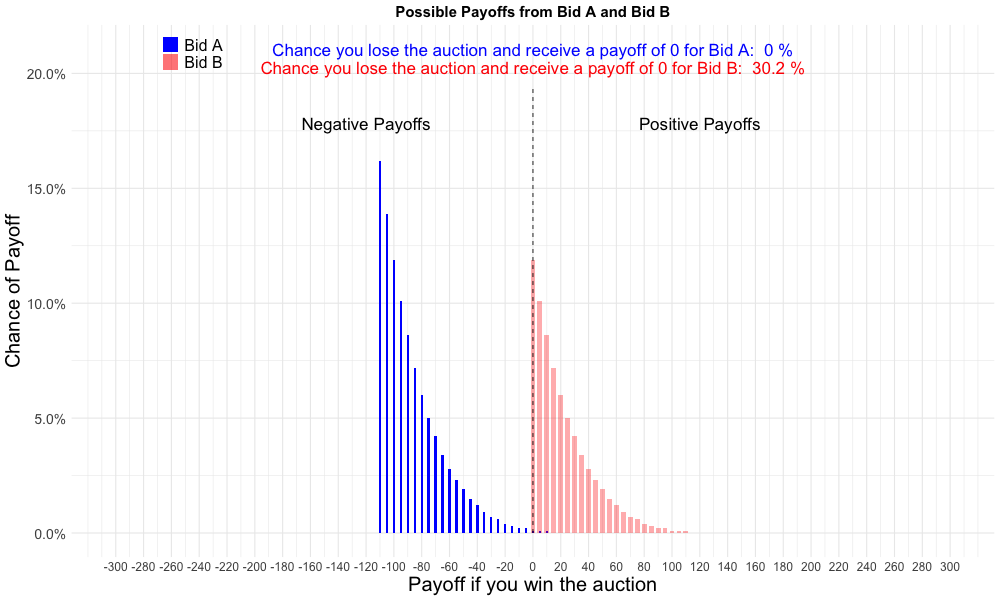 Possible Payoffs from Bid A and Bid B
Bid A
Bid B
Chance you lose the auction and receive a payoff of 0 for Bid A:  0 %
Chance you lose the auction and receive a payoff of 0 for Bid B:  30.2 %
Negative Payoffs
Positive Payoffs
Chance of Payoff
20.0%
15.0%
10.0%
5.0%
0.0%
-300 -280 -260 -240 -220 -200 -180 -160 -140 -120 -100 -80 -60 -40 -20 0 20 40 60 80 100 120 140 160 180 200 220 240 260 280 300
Payoff if you win the auction